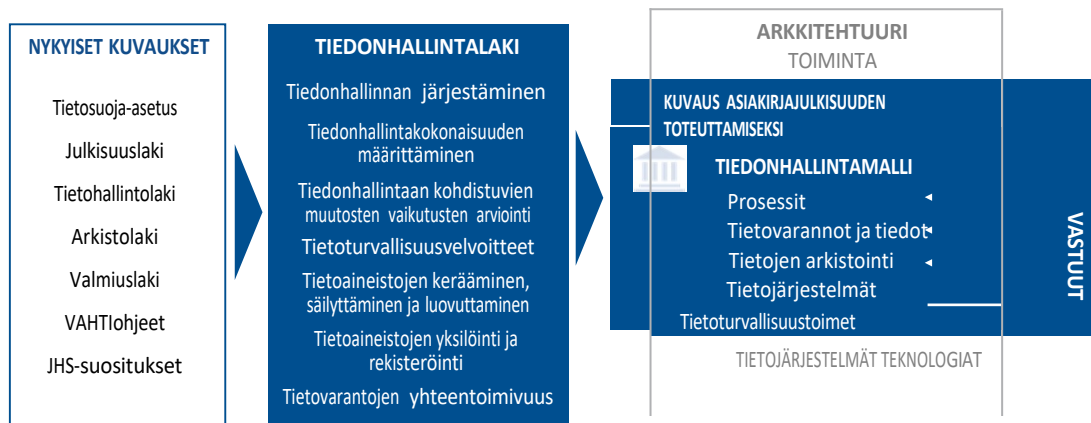 NYKYISET KUVAUKSET
Tietosuoja-asetus
Julkisuuslaki
Tietohallintolaki
Arkistolaki
Valmiuslaki
VAHTIohjeet
JHS-suositukset
TIEDONHALLINTALAKI
Tiedonhallinnan järjestäminen
Tiedonhallintakokonaisuuden
määrittäminen
Tiedonhallintaan kohdistuvien
muutosten vaikutusten arviointi
Tietoturvallisuusvelvoitteet
Tietoaineistojen kerääminen,
säilyttäminen ja luovuttaminen
Tietoaineistojen yksilöinti ja
rekisteröinti
Tietovarantojen yhteentoimivuus
ARKKITEHTUURI
TOIMINTA
KUVAUS ASIAKIRJAJULKISUUDEN
TOTEUTTAMISEKSI
TIEDONHALLINTAMALLI
Prosessit
Tietovarannot ja tiedot
Tietojen arkistointi
Tietojärjestelmät
Tietoturvallisuustoimet
TIETOJÄRJESTELMÄT TEKNOLOGIAT
VASTUUT